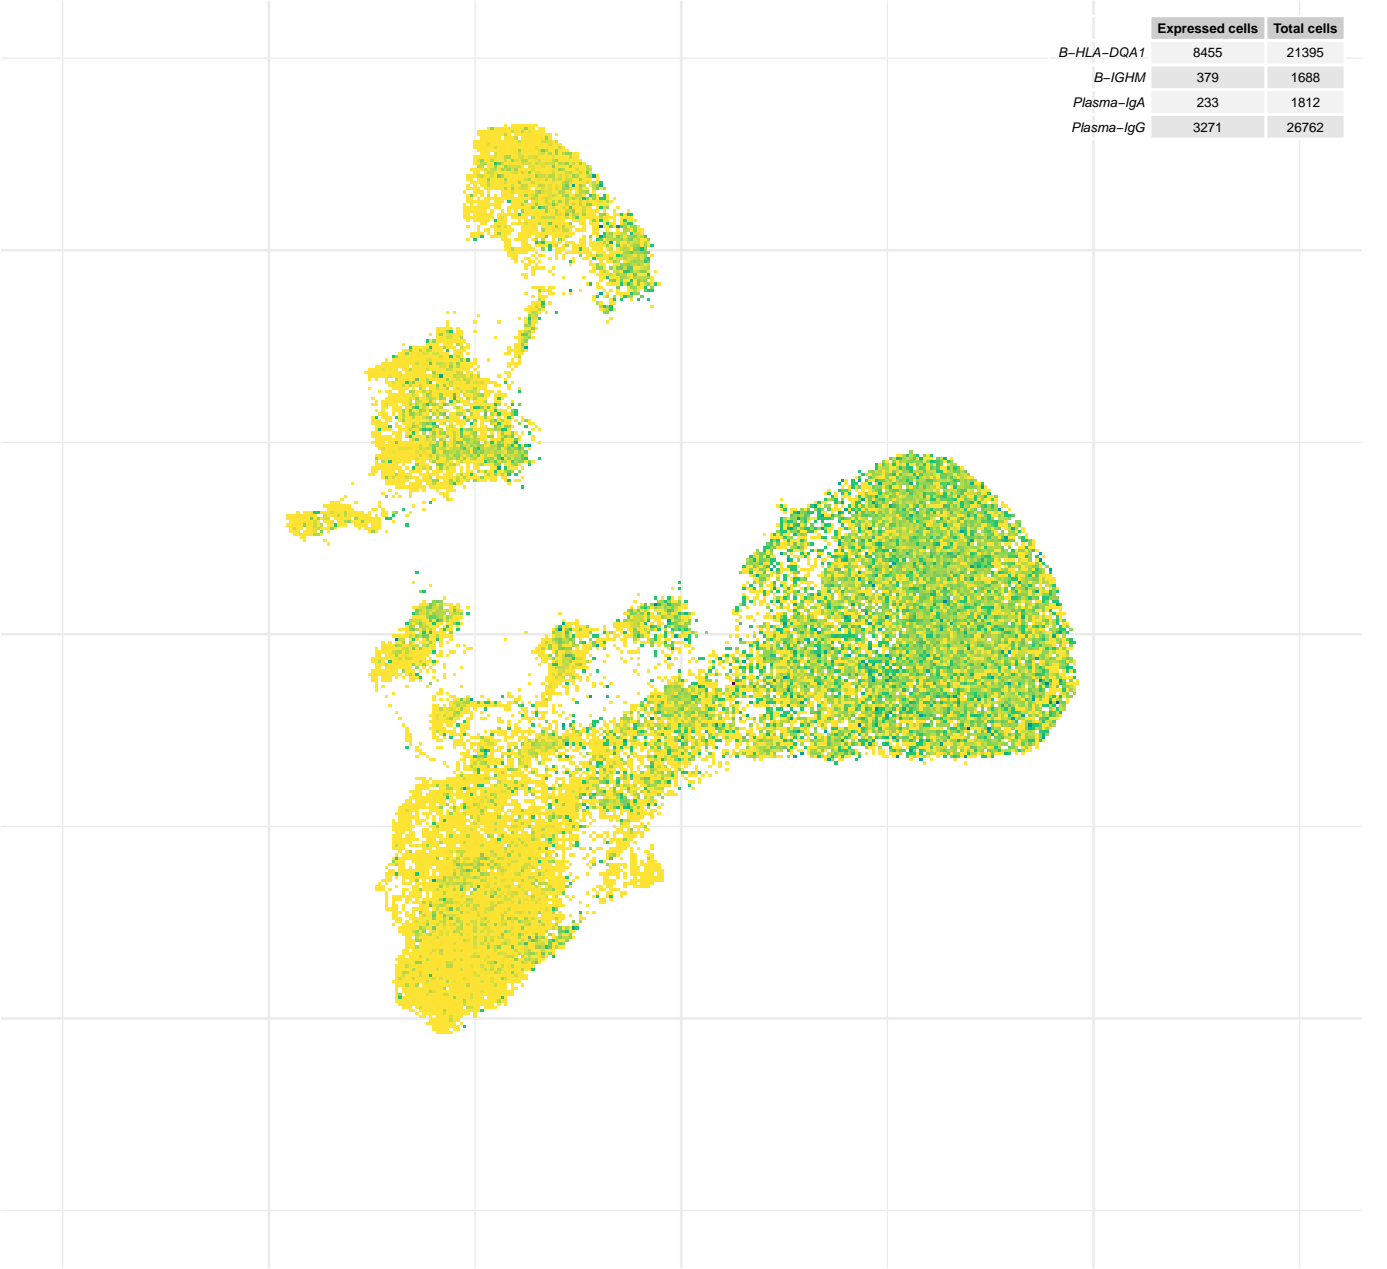 Expressed cells Total cells
B−HLA−DQA1 8455 21395
B−IGHM 379 1688
Plasma−IgA 233 1812
Plasma−IgG 3271 26762